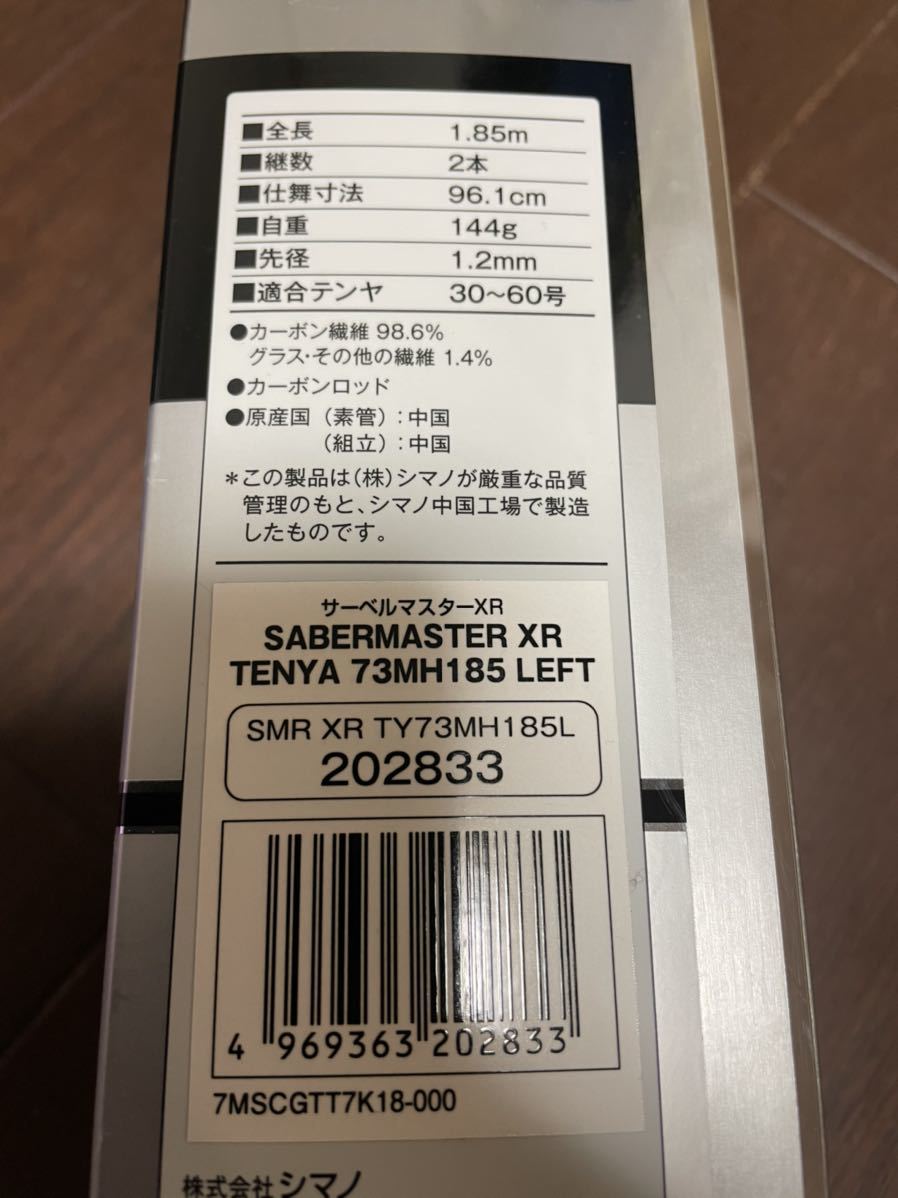 ■全長 1.85m
■継数 2本
■仕舞寸法 96.1cm
■自重 144g
■先径 1.2mm
■適合テンヤ 30~60号
●カーボン繊維 98.6%
グラス・その他の繊維 1.4%
●カーボンロッド
●原産国(素管):中国
(組立):中国
*この製品は(株)シマノが厳重な品質
管理のもと、シマノ中国工場で製造
したものです。
サーベルマスターXR
SABERMASTER XR
TENYA 73MH185 LEFT
SMR XR TY73MH185L
202833
4 969363 202833
7MSCGTT7K18-000
株式会社シマノ